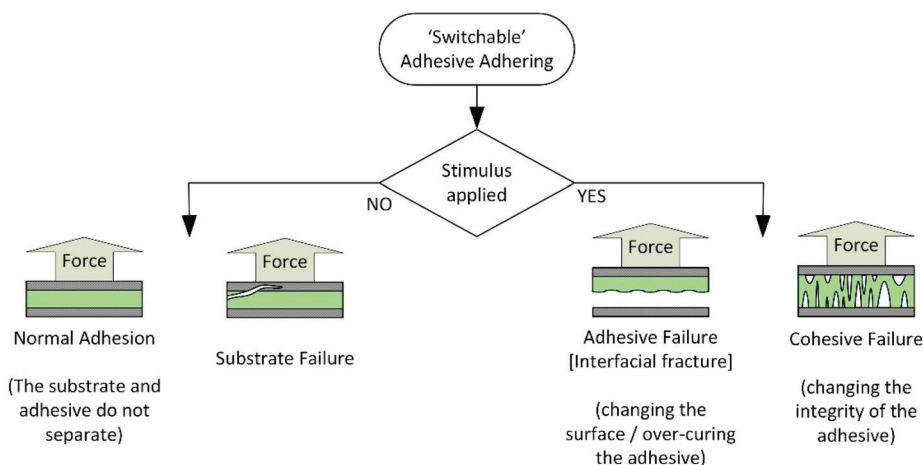 ‘Switchable’
Adhesive Adhering
Stimulus
applied
NO
YES
Force
Normal Adhesion
(The substrate and
adhesive do not
separate)
Force
Substrate Failure
Force
Adhesive Failure
[Interfacial fracture]
(changing the
surface / over-curing
the adhesive)
Force
Cohesive Failure
(changing the
integrity of the
adhesive)